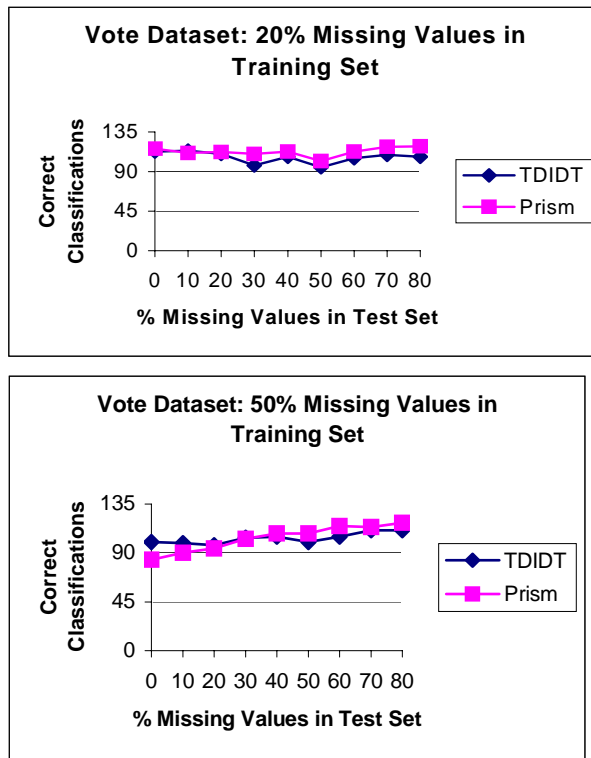 Vote Dataset: 20% Missing Values in
Training Set
Correct
Classifications
135
90
45
0
0 10 20 30 40 50 60 70 80
% Missing Values in Test Set
TDIDT
Prism
Vote Dataset: 50% Missing Values in
Training Set
Correct
Classifications
135
90
45
0
0 10 20 30 40 50 60 70 80
% Missing Values in Test Set
TDIDT
Prism